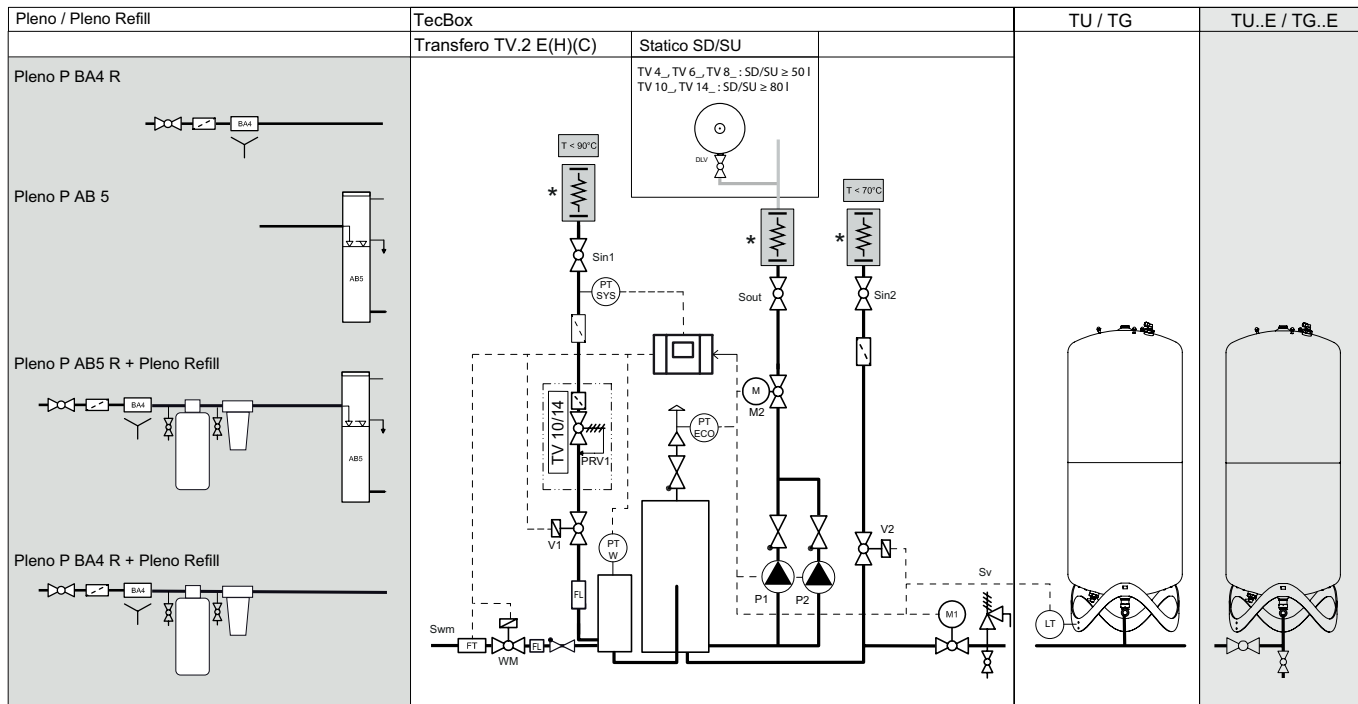 Pleno / Pleno Refill
TecBox
TU / TG
TU..E / TG..E
Transfero TV.2 E(H)(C)
Statico SD/SU
TV 4_, TV 6_, TV 8_ : SD/SU ≥ 50 l
TV 10_, TV 14_ : SD/SU ≥ 80 l
DLV
Pleno P BA4 R
BA4
Pleno P AB 5
AB5
Pleno P AB5 R + Pleno Refill
BA4
AB5
Pleno P BA4 R + Pleno Refill
BA4
T < 90°C
*
Sin1
PT
SYS
TV 10/14
PRV1
V1
PT
W
FL
Swm
FT
WM
FL
PT
ECO
*
Sout
M
M2
P1
P2
T < 70°C
*
Sin2
V2
M1
Sv
LT